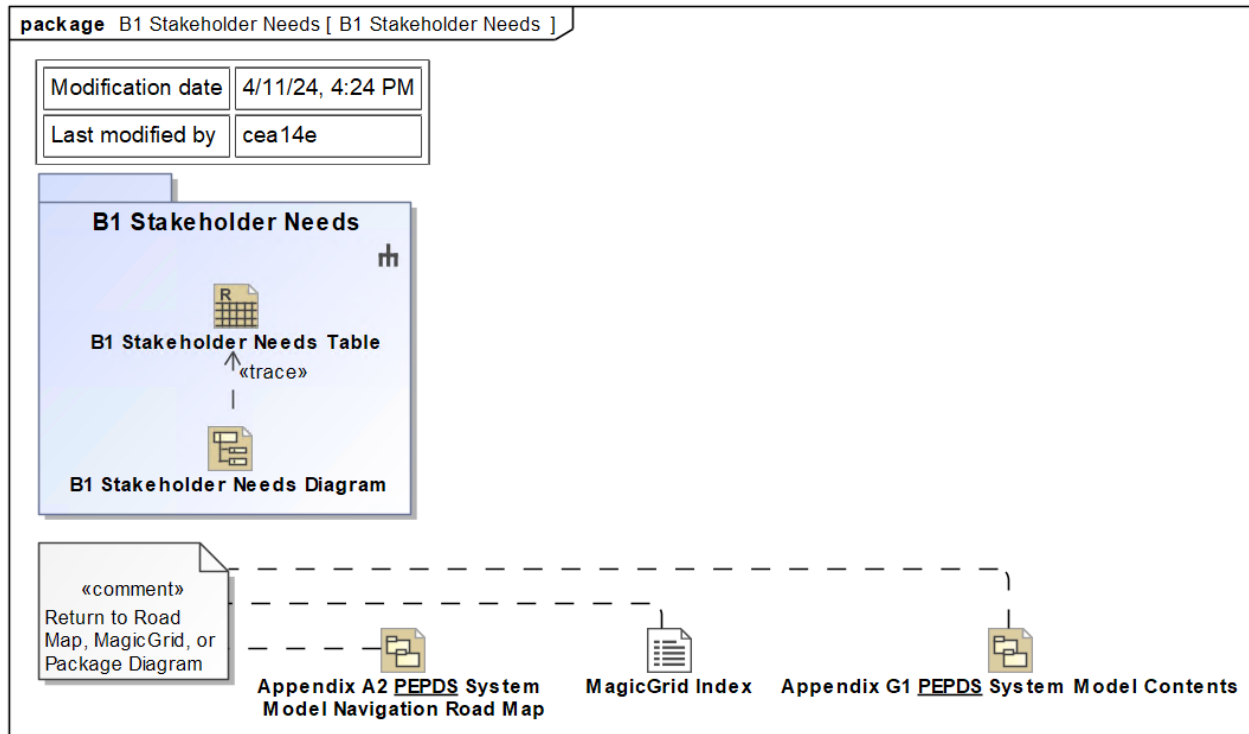 package B1 Stakeholder Needs [ B1 Stakeholder Needs ]
Modification date 4/11/24, 4:24 PM
Last modified by cea14e
B1 Stakeholder Needs
R
B1 Stakeholder Needs Table
«trace»
B1 Stakeholder Needs Diagram
«comment»
Return to Road
Map, MagicGrid, or
Package Diagram
Appendix A2 PEPDS System
Model Navigation Road Map
MagicGrid Index
Appendix G1 PEPDS System Model Contents